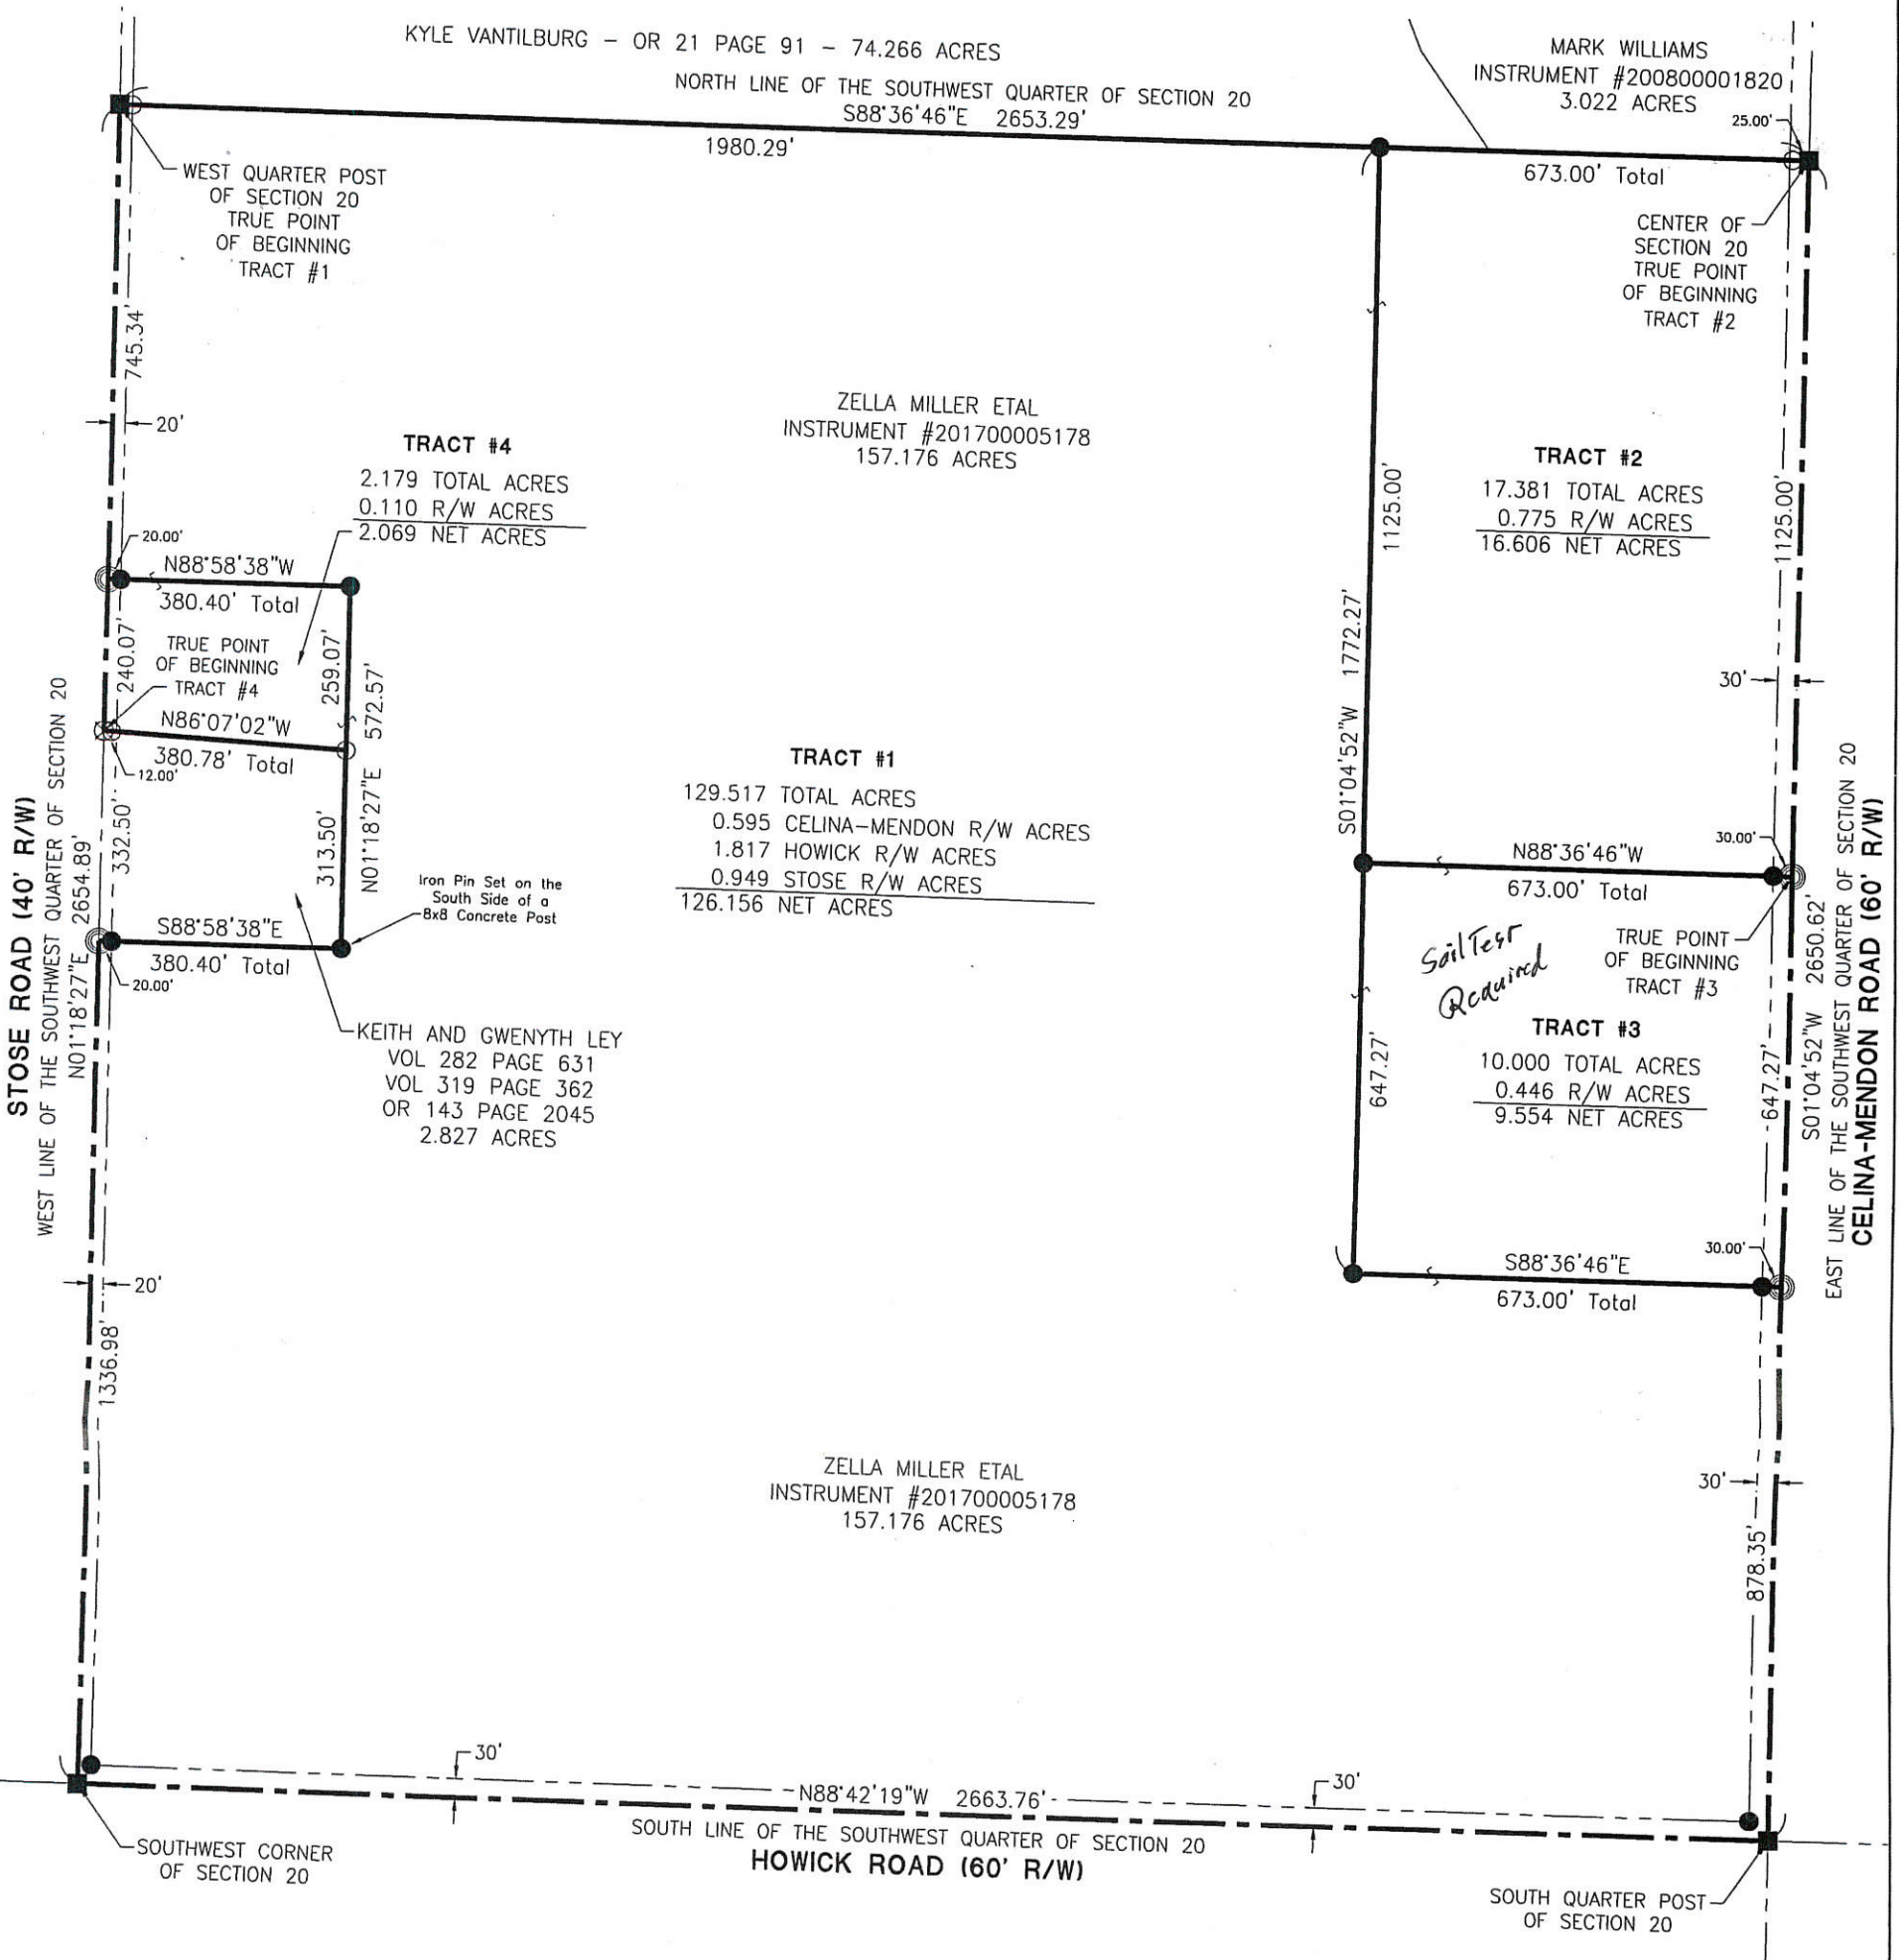 KYLE VANTILBURG – OR 21 PAGE 91 – 74.266 ACRES
NORTH LINE OF THE SOUTHWEST QUARTER OF SECTION 20
S88°36'46"E 2653.29'
1980.29'
MARK WILLIAMS
INSTRUMENT #200800001820
3.022 ACRES
25.00'
673.00' Total
WEST QUARTER POST
OF SECTION 20
TRUE POINT
OF BEGINNING
TRACT #1
CENTER OF
SECTION 20
TRUE POINT
OF BEGINNING
TRACT #2
745.34'
20'
ZELLA MILLER ETAL
INSTRUMENT #201700005178
157.176 ACRES
TRACT #4
2.179 TOTAL ACRES
0.110 R/W ACRES
2.069 NET ACRES
20.00'
N88°58'38"W
380.40' Total
240.07'
TRUE POINT
OF BEGINNING
TRACT #4
259.07'
N01°18'27"E 572.57'
N86°07'02"W
380.78' Total
12.00'
332.50'
313.50'
S88°58'38"E
380.40' Total
20.00'
Iron Pin Set on the
South Side of a
8x8 Concrete Post
KEITH AND GWENYTH LEY
VOL 282 PAGE 631
VOL 319 PAGE 362
OR 143 PAGE 2045
2.827 ACRES
STOSE ROAD (40' R/W)
WEST LINE OF THE SOUTHWEST QUARTER OF SECTION 20
N01°18'27"E 2654.89'
20'
1336.98'
TRACT #1
129.517 TOTAL ACRES
0.595 CELINA-MENDON R/W ACRES
1.817 HOWICK R/W ACRES
0.949 STOSE R/W ACRES
126.156 NET ACRES
1125.00'
S01°04'52"W 1772.27'
TRACT #2
17.381 TOTAL ACRES
0.775 R/W ACRES
16.606 NET ACRES
1125.00'
30'
30.00'
N88°36'46"W
673.00' Total
Soil Test
Required
TRUE POINT
OF BEGINNING
TRACT #3
TRACT #3
10.000 TOTAL ACRES
0.446 R/W ACRES
9.554 NET ACRES
647.27'
647.27'
S01°04'52"W 2650.62'
EAST LINE OF THE SOUTHWEST QUARTER OF SECTION 20
CELINA-MENDON ROAD (60' R/W)
30.00'
S88°36'46"E
673.00' Total
30'
878.35'
ZELLA MILLER ETAL
INSTRUMENT #201700005178
157.176 ACRES
30'
N88°42'19"W 2663.76'
30'
SOUTH LINE OF THE SOUTHWEST QUARTER OF SECTION 20
HOWICK ROAD (60' R/W)
SOUTHWEST CORNER
OF SECTION 20
SOUTH QUARTER POST
OF SECTION 20